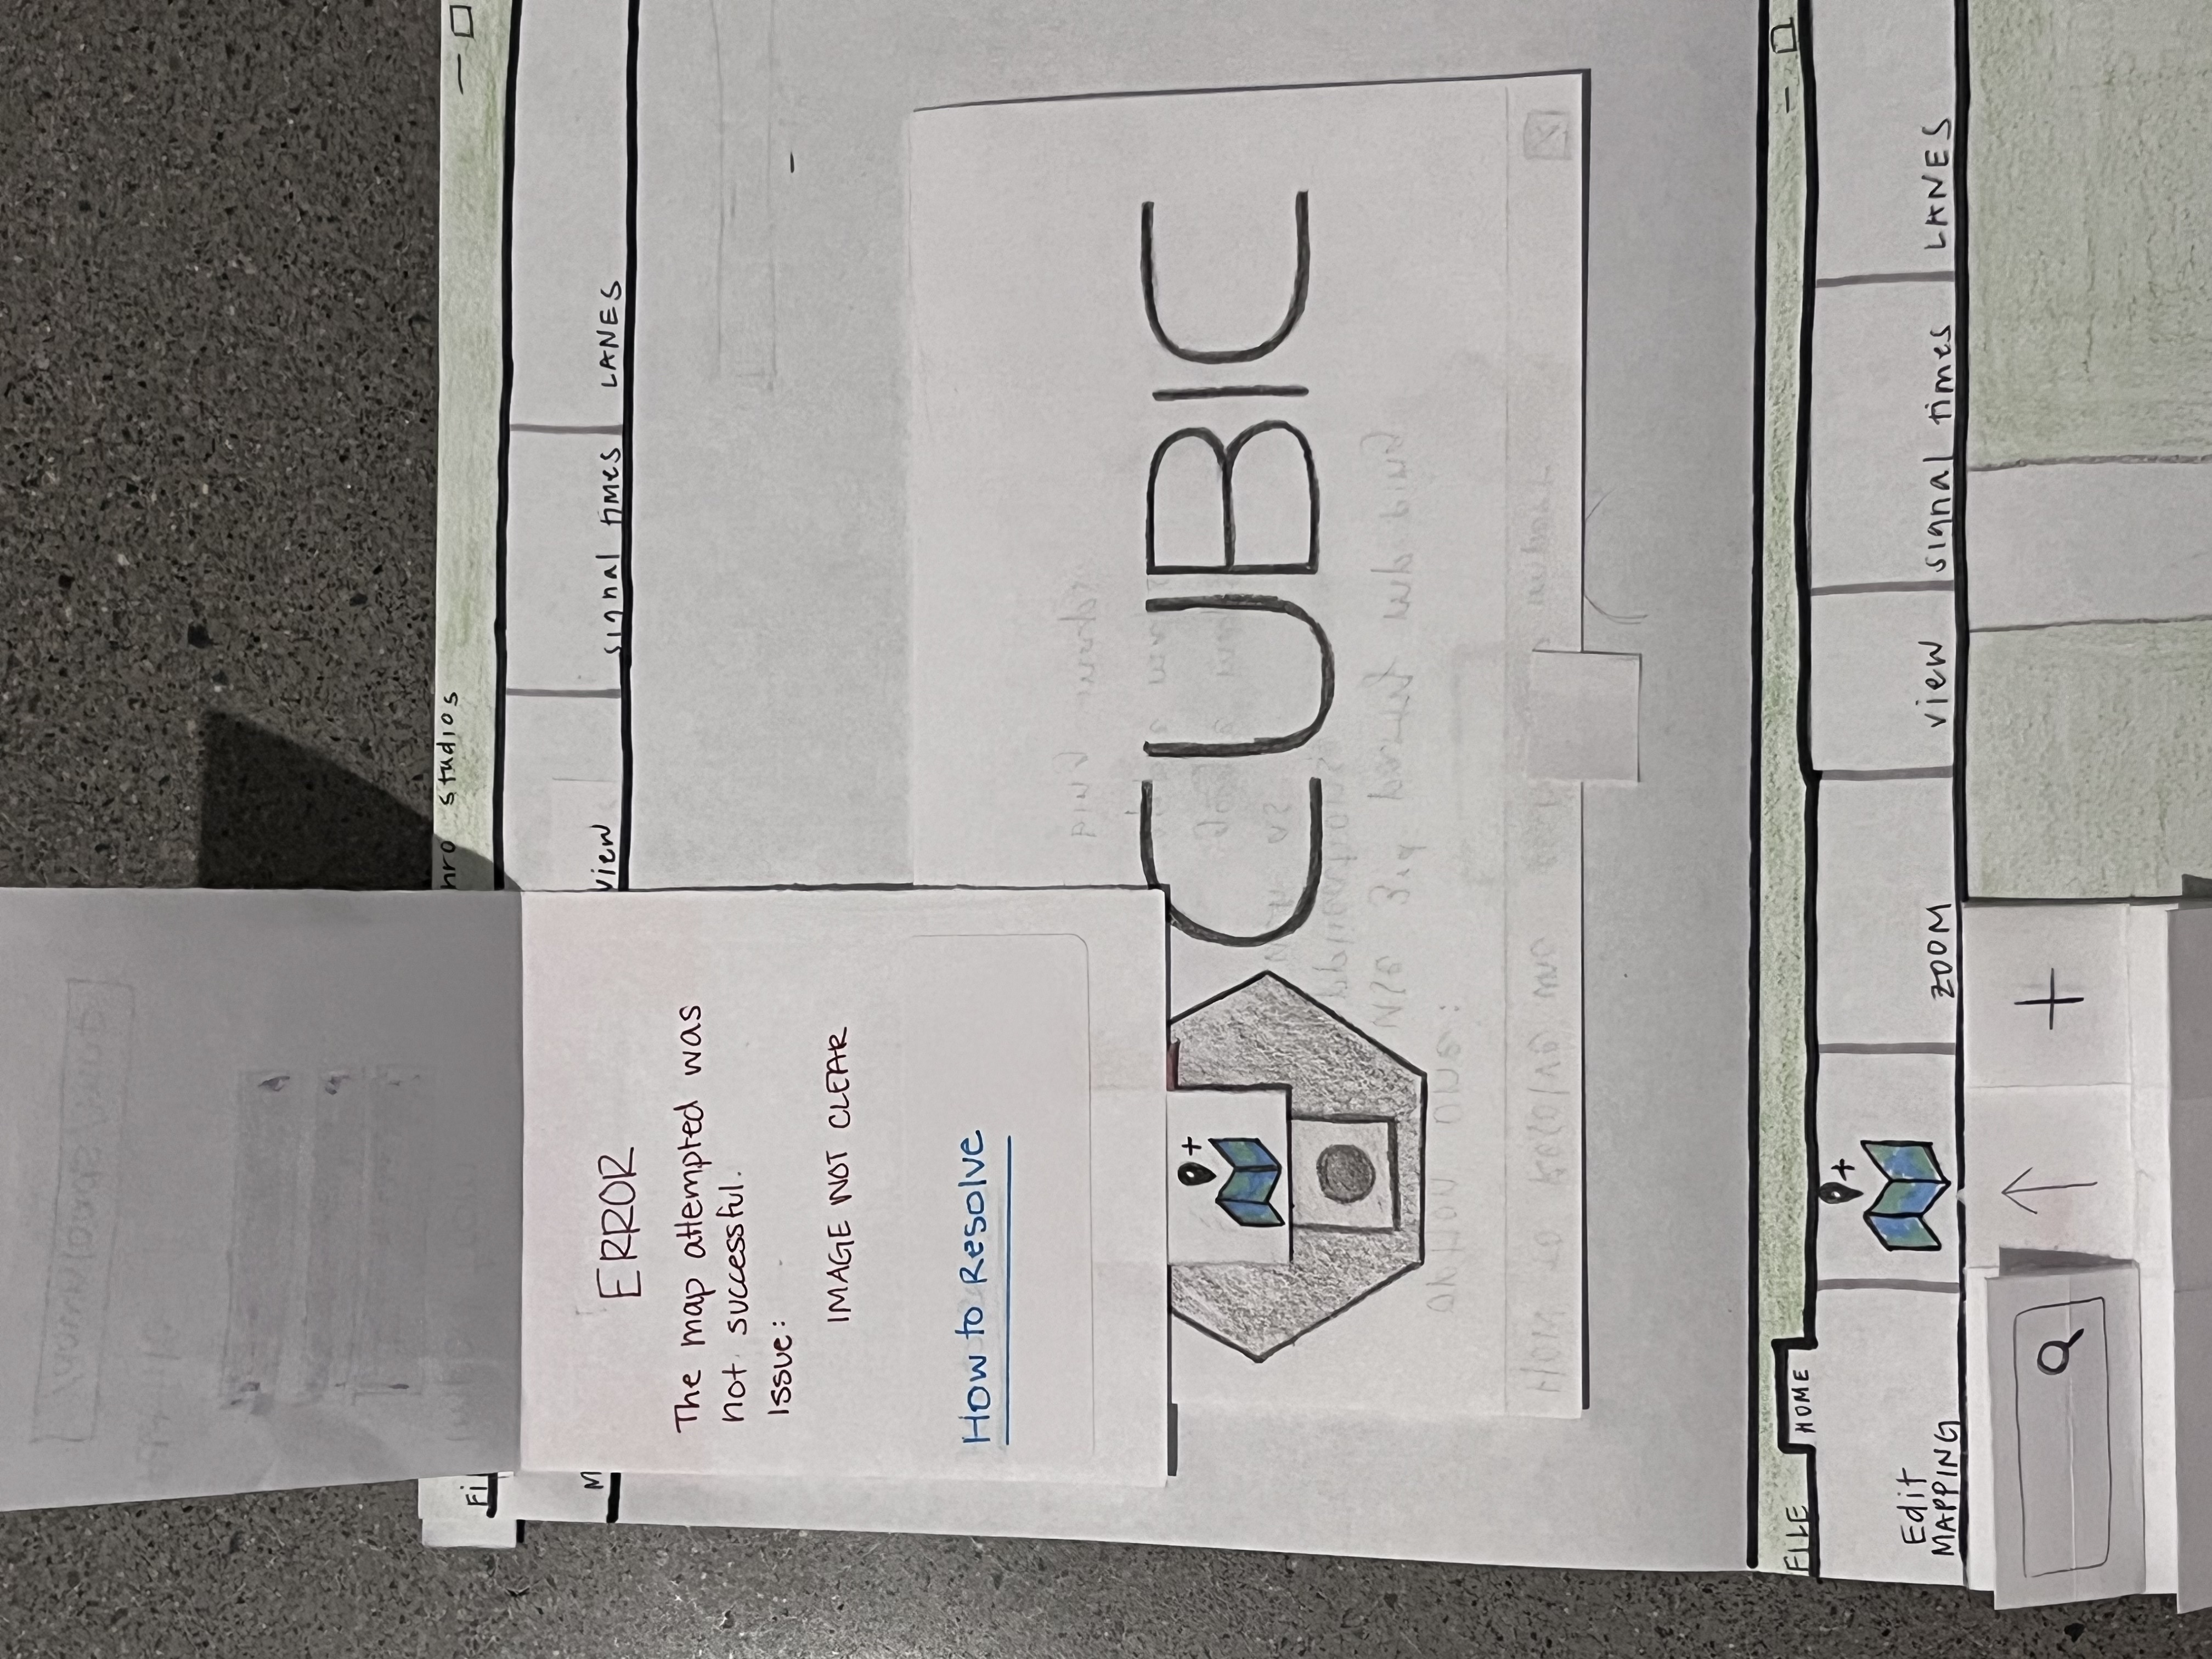 Fi
hro studios
M
view
signal times
LANES
ERROR
The map attempted was
not successful.
Issue:
IMAGE NOT CLEAR
How to Resolve
CUBIC
FILE
HOME
Edit
MAPPING
ZOOM
view
signal times
LANES